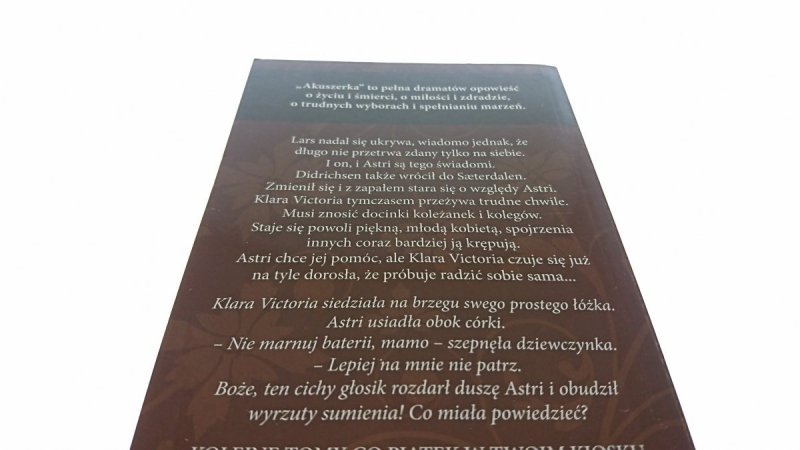 „Akuszerka” to pełna dramatów opowieść
o życiu i śmierci, o miłości i zdradzie,
o trudnych wyborach i spełnianiu marzeń.
Lars nadal się ukrywa, wiadomo jednak, że
długo nie przetrwa zdany tylko na siebie.
I on, i Astri są tego świadomi.
Didrichsen także wrócił do Sæterdalen.
Zmienił się i z zapałem stara się o względy Astri.
Klara Victoria tymczasem przeżywa trudne chwile.
Musi znosić docinki koleżanek i kolegów.
Staje się powoli piękną, młodą kobietą, spojrzenia
innych coraz bardziej ją krępują.
Astri chce jej pomóc, ale Klara Victoria czuje się już
na tyle dorosła, że próbuje radzić sobie sama...
Klara Victoria siedziała na brzegu swego prostego łóżka.
Astri usiadła obok córki.
– Nie marnuj baterii, mamo – szepnęła dziewczynka.
– Lepiej na mnie nie patrz.
Boże, ten cichy głosik rozdarł duszę Astri i obudził
wyrzuty sumienia! Co miała powiedzieć?
KOLEJNE TOMY CO PIĄTEK W TWOIM KIOSKU